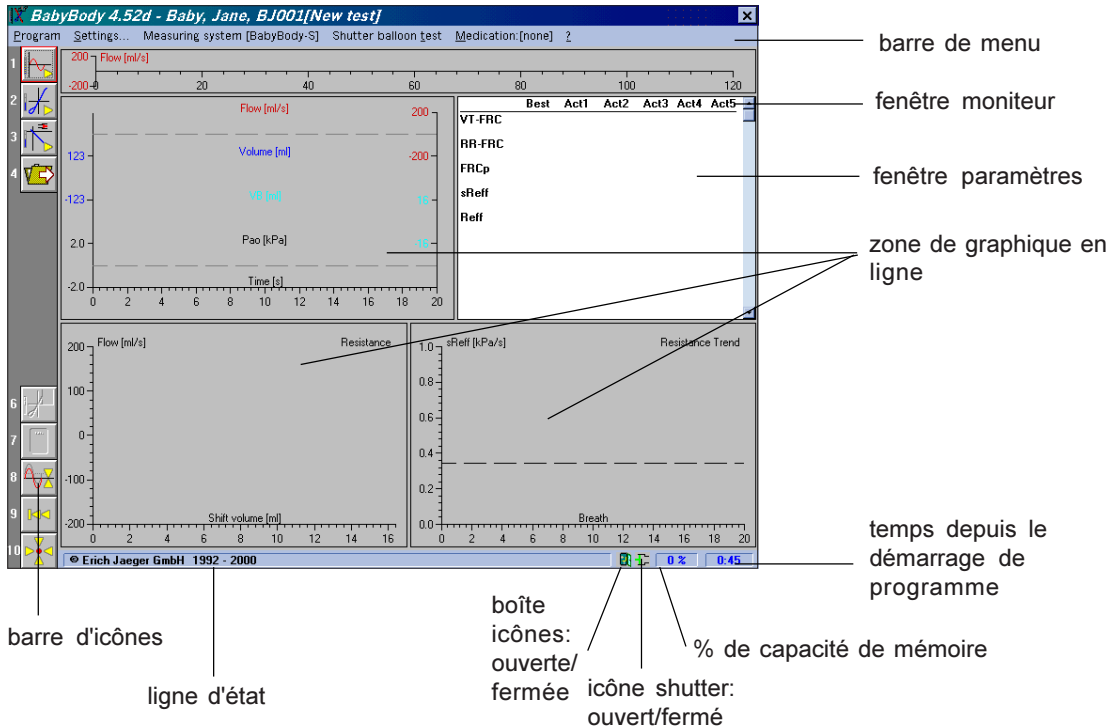 BabyBody 4.52d - Baby, Jane, BJ001[New test]
Program Settings... Measuring system [BabyBody-S] Shutter balloon test Medication:[none] ?
barre de menu
1
200 Flow [ml/s]
-200 0 20 40 60 80 100 120
2
Flow [ml/s] 200
Best Act1 Act2 Act3 Act4 Act5
fenêtre moniteur
VT-FRC
3
123 Volume [ml] -200
RR-FRC
4
FRCp
fenêtre paramètres
-123 V0 [ml] 16
sReff
Reff
2.0 Pao [kPa] -16
zone de graphique en
ligne
-2.0 Time [s]
0 2 4 6 8 10 12 14 16 18 20
200 Flow [ml/s] Resistance
100
0
-100
-200 Shift volume [ml]
0 2 4 6 8 10 12 14 16
1.0 sReff [kPa/s] Resistance Trend
0.8
0.6
0.4
0.2
0.0 Breath
0 2 4 6 8 10 12 14 16 18 20
6
7
8
9
10
© Erich Jaeger GmbH 1992 - 2000 0 % 0:45
temps depuis le
démarrage de
programme
barre d'icônes
ligne d'état
boîte
icônes:
ouverte/
fermée
icône shutter:
ouvert/fermé
% de capacité de mémoire